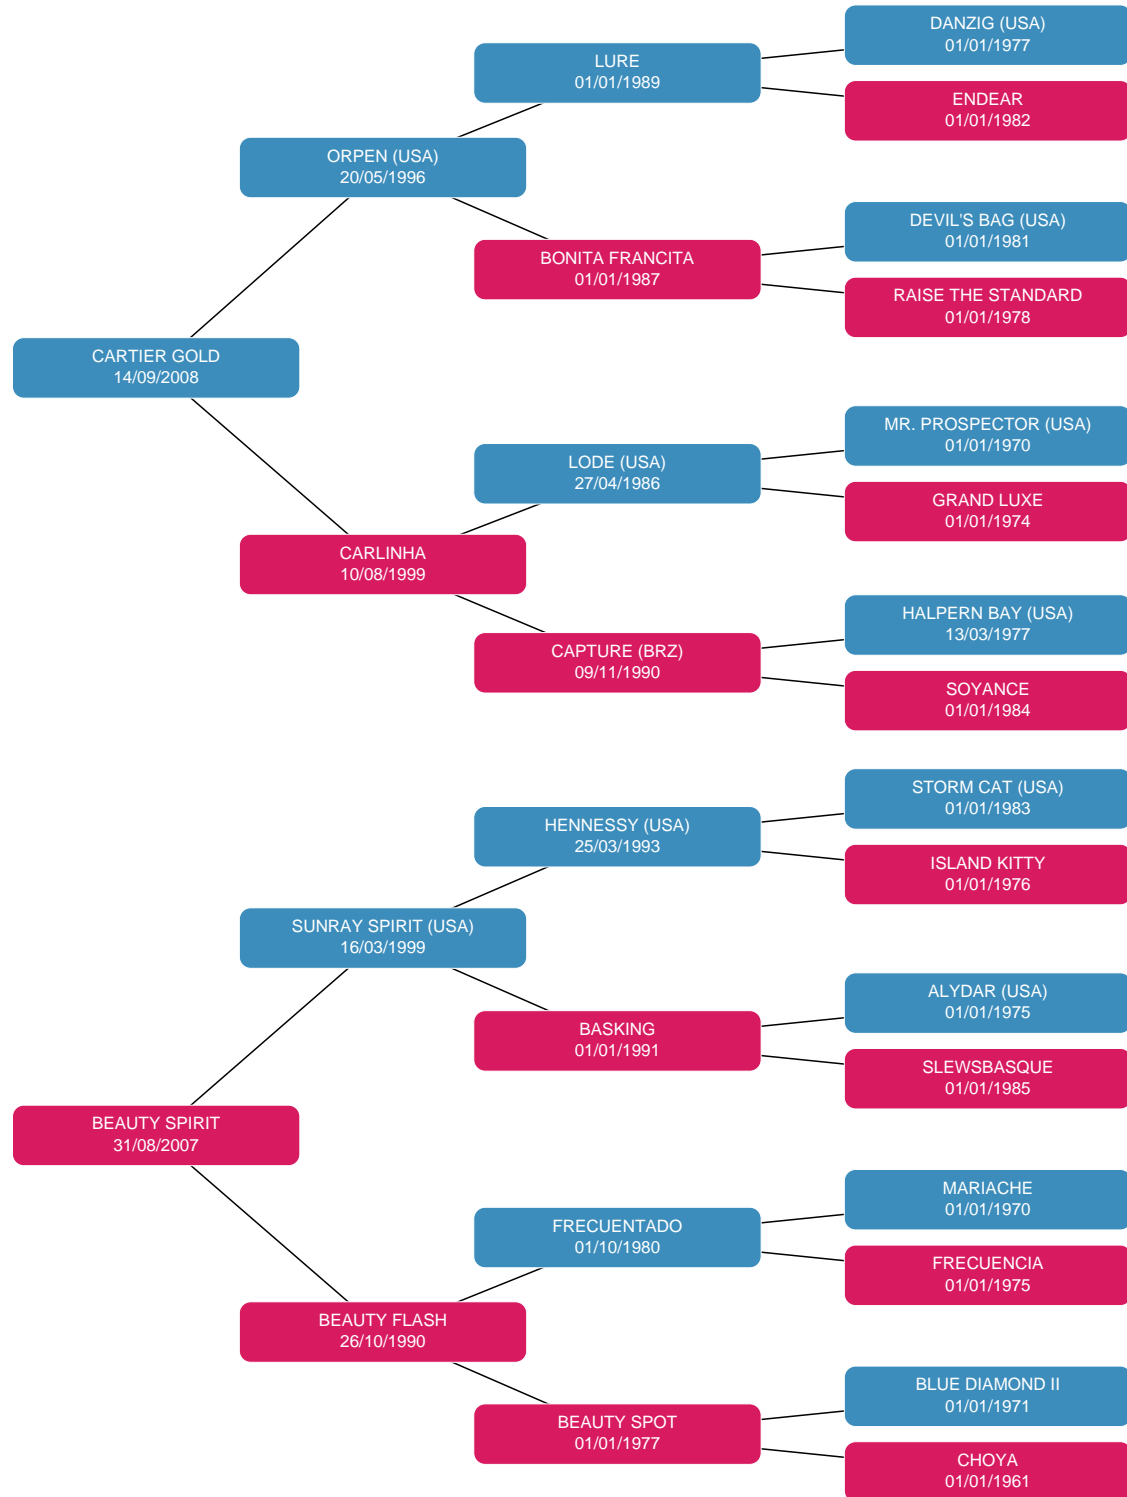 DANZIG (USA)
01/01/1977
LURE
01/01/1989
ENDEAR
01/01/1982
ORPEN (USA)
20/05/1996
DEVIL'S BAG (USA)
01/01/1981
BONITA FRANCITA
01/01/1987
RAISE THE STANDARD
01/01/1978
CARTIER GOLD
14/09/2008
MR. PROSPECTOR (USA)
01/01/1970
LODE (USA)
27/04/1986
GRAND LUXE
01/01/1974
CARLINHA
10/08/1999
HALPERN BAY (USA)
13/03/1977
CAPTURE (BRZ)
09/11/1990
SOYANCE
01/01/1984
STORM CAT (USA)
01/01/1983
HENNESSY (USA)
25/03/1993
ISLAND KITTY
01/01/1976
SUNRAY SPIRIT (USA)
16/03/1999
ALYDAR (USA)
01/01/1975
BASKING
01/01/1991
SLEWSBASQUE
01/01/1985
BEAUTY SPIRIT
31/08/2007
MARIACHE
01/01/1970
FRECUENTADO
01/10/1980
FRECUENCIA
01/01/1975
BEAUTY FLASH
26/10/1990
BLUE DIAMOND II
01/01/1971
BEAUTY SPOT
01/01/1977
CHOYA
01/01/1961